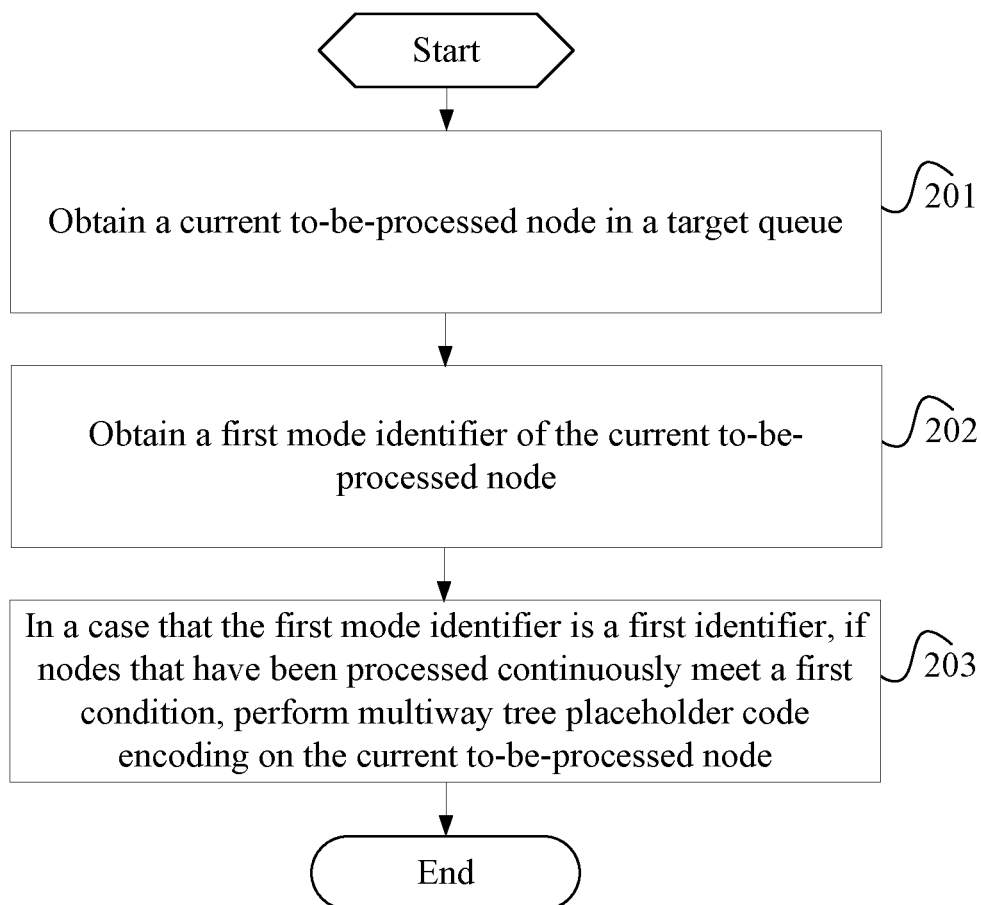 Start
Obtain a current to-be-processed node in a target queue
201
Obtain a first mode identifier of the current to-be-
processed node
202
In a case that the first mode identifier is a first identifier, if
nodes that have been processed continuously meet a first
condition, perform multiway tree placeholder code
encoding on the current to-be-processed node
203
End